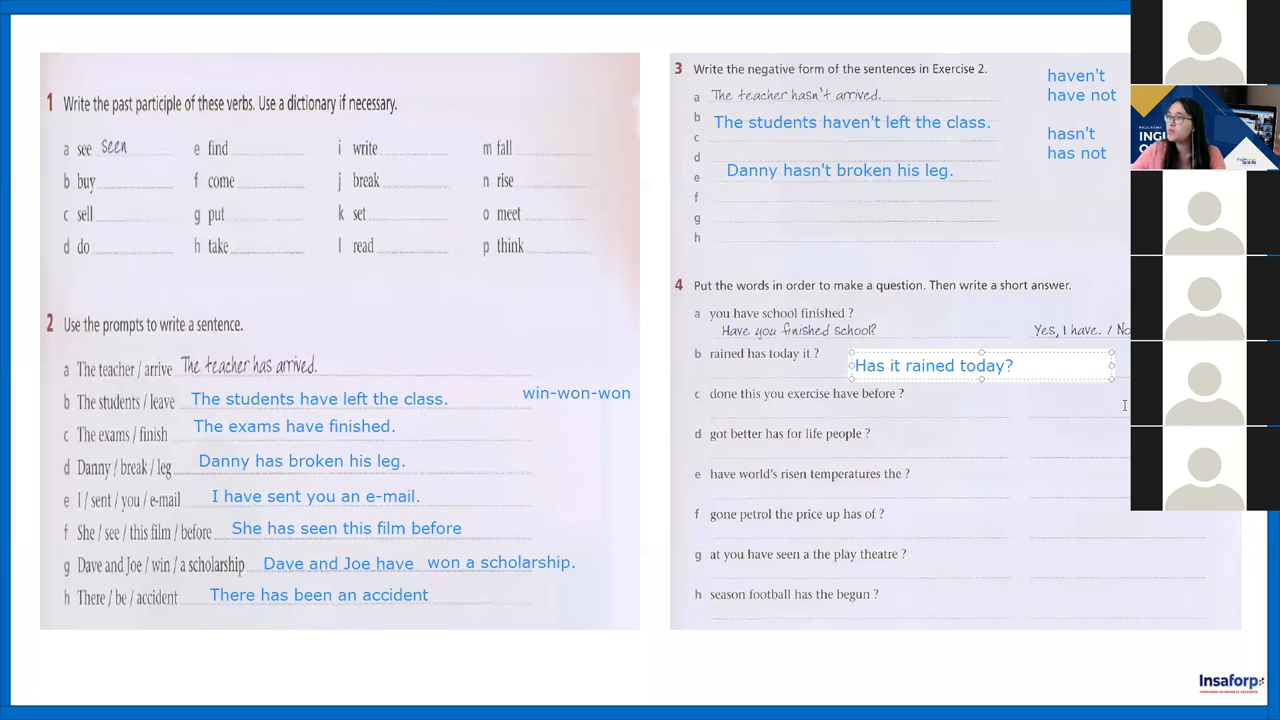 1 Write the past participle of these verbs. Use a dictionary if necessary.
a see seen e find i write m fall
b buy f come j break n rise
c sell g put k set o meet
d do h take l read p think
2 Use the prompts to write a sentence.
a The teacher / arrive The teacher has arrived.
win-won-won
b The students / leave The students have left the class.
c The exams / finish The exams have finished.
d Danny / break / leg Danny has broken his leg.
e I / sent / you / e-mail I have sent you an e-mail.
f She / see / this film / before She has seen this film before
g Dave and Joe / win / a scholarship Dave and Joe have won a scholarship.
h There / be / accident There has been an accident
3 Write the negative form of the sentences in Exercise 2.
a The teacher hasn't arrived.
b The students haven't left the class.
c
d
e Danny hasn't broken his leg.
f
g
h
haven't
have not
hasn't
has not
4 Put the words in order to make a question. Then write a short answer.
a you have school finished ?
Have you finished school? Yes, I have. / No
b rained has today it ?
Has it rained today?
c done this you exercise have before ?
d got better has for life people ?
e have world's risen temperatures the ?
f gone petrol the price up has of ?
g at you have seen a the play theatre ?
h season football has the begun ?
Insaforp